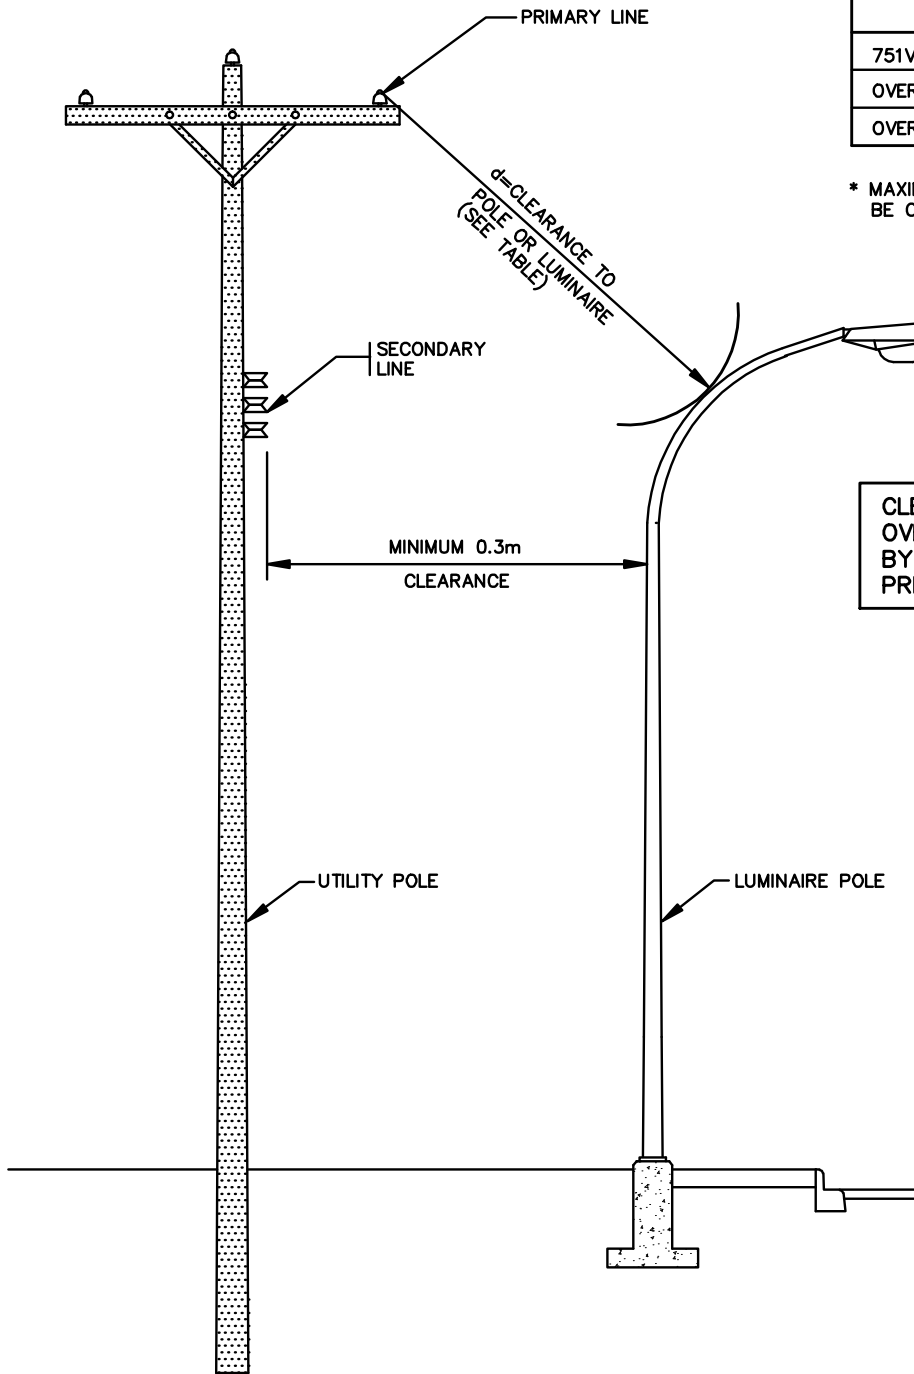 PRIMARY LINE
751V
OVER
OVER
d=CLEARANCE TO
POLE OR LUMINAIRE
(SEE TABLE)
* MAXI
BE
SECONDARY
LINE
MINIMUM 0.3m
CLEARANCE
CLE
OV
BY
PR
UTILITY POLE
LUMINAIRE POLE